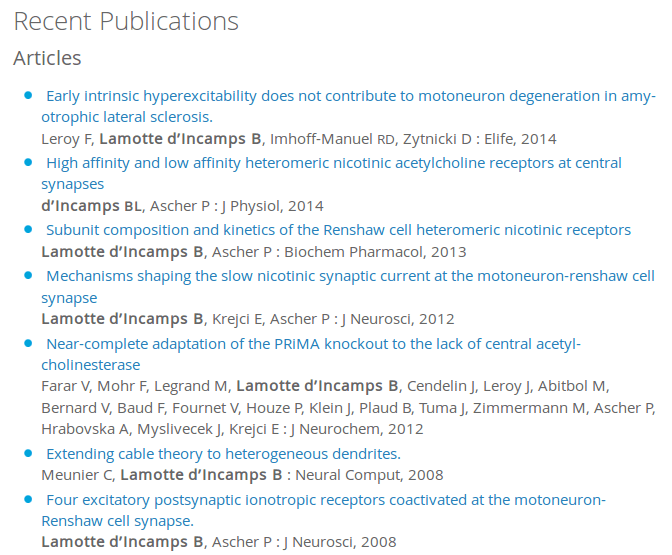 Recent Publications
Articles
Early intrinsic hyperexcitability does not contribute to motoneuron degeneration in amy-
otrophic lateral sclerosis.
Leroy F, Lamotte d’Incamps B, Imhoff-Manuel RD, Zytnicki D : Elife, 2014
High affinity and low affinity heteromeric nicotinic acetylcholine receptors at central
synapses
d’Incamps BL, Ascher P : J Physiol, 2014
Subunit composition and kinetics of the Renshaw cell heteromeric nicotinic receptors
Lamotte d’Incamps B, Ascher P : Biochem Pharmacol, 2013
Mechanisms shaping the slow nicotinic synaptic current at the motoneuron-renshaw cell
synapse
Lamotte d’Incamps B, Krejci E, Ascher P : J Neurosci, 2012
Near-complete adaptation of the PRiMA knockout to the lack of central acetyl-
cholinesterase
Farar V, Mohr F, Legrand M, Lamotte d’Incamps B, Cendelin J, Leroy J, Abitbol M,
Bernard V, Baud F, Fournet V, Houze P, Klein J, Plaud B, Tuma J, Zimmermann M, Ascher P,
Hrabovska A, Myslivecek J, Krejci E : J Neurochem, 2012
Extending cable theory to heterogeneous dendrites.
Meunier C, Lamotte d’Incamps B : Neural Comput, 2008
Four excitatory postsynaptic ionotropic receptors coactivated at the motoneuron-
Renshaw cell synapse.
Lamotte d’Incamps B, Ascher P : J Neurosci, 2008